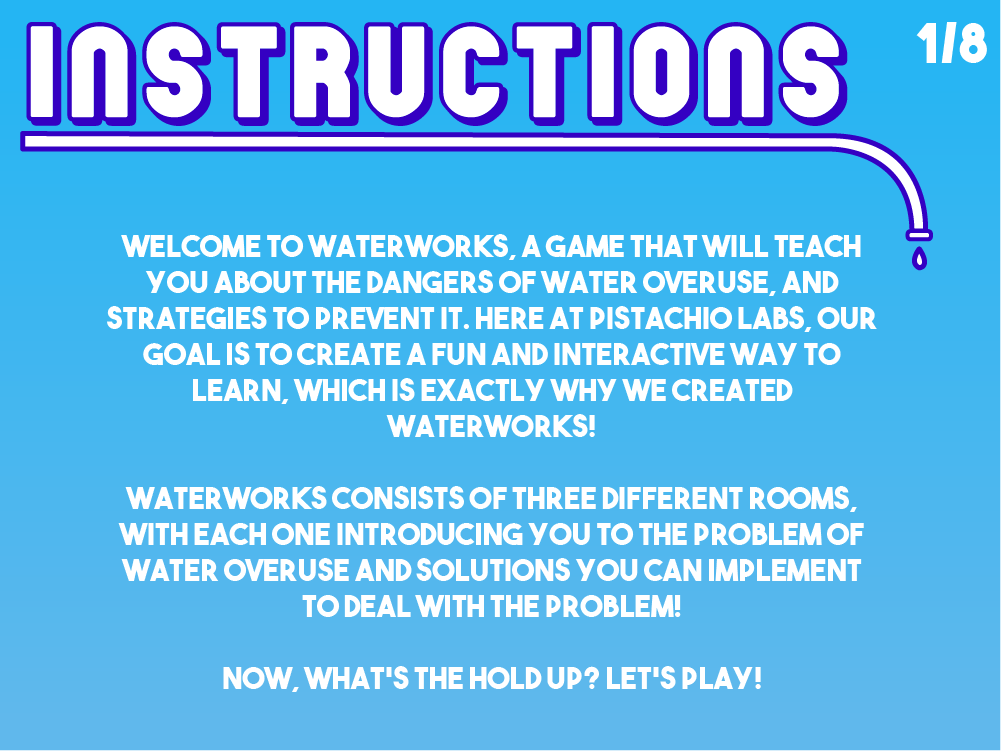 INSTRUCTIONS
1/8
WELCOME TO WATERWORKS, A GAME THAT WILL TEACH
YOU ABOUT THE DANGERS OF WATER OVERUSE, AND
STRATEGIES TO PREVENT IT. HERE AT PISTACHIO LABS, OUR
GOAL IS TO CREATE A FUN AND INTERACTIVE WAY TO
LEARN, WHICH IS EXACTLY WHY WE CREATED
WATERWORKS!
WATERWORKS CONSISTS OF THREE DIFFERENT ROOMS,
WITH EACH ONE INTRODUCING YOU TO THE PROBLEM OF
WATER OVERUSE AND SOLUTIONS YOU CAN IMPLEMENT
TO DEAL WITH THE PROBLEM!
NOW, WHAT'S THE HOLD UP? LET'S PLAY!